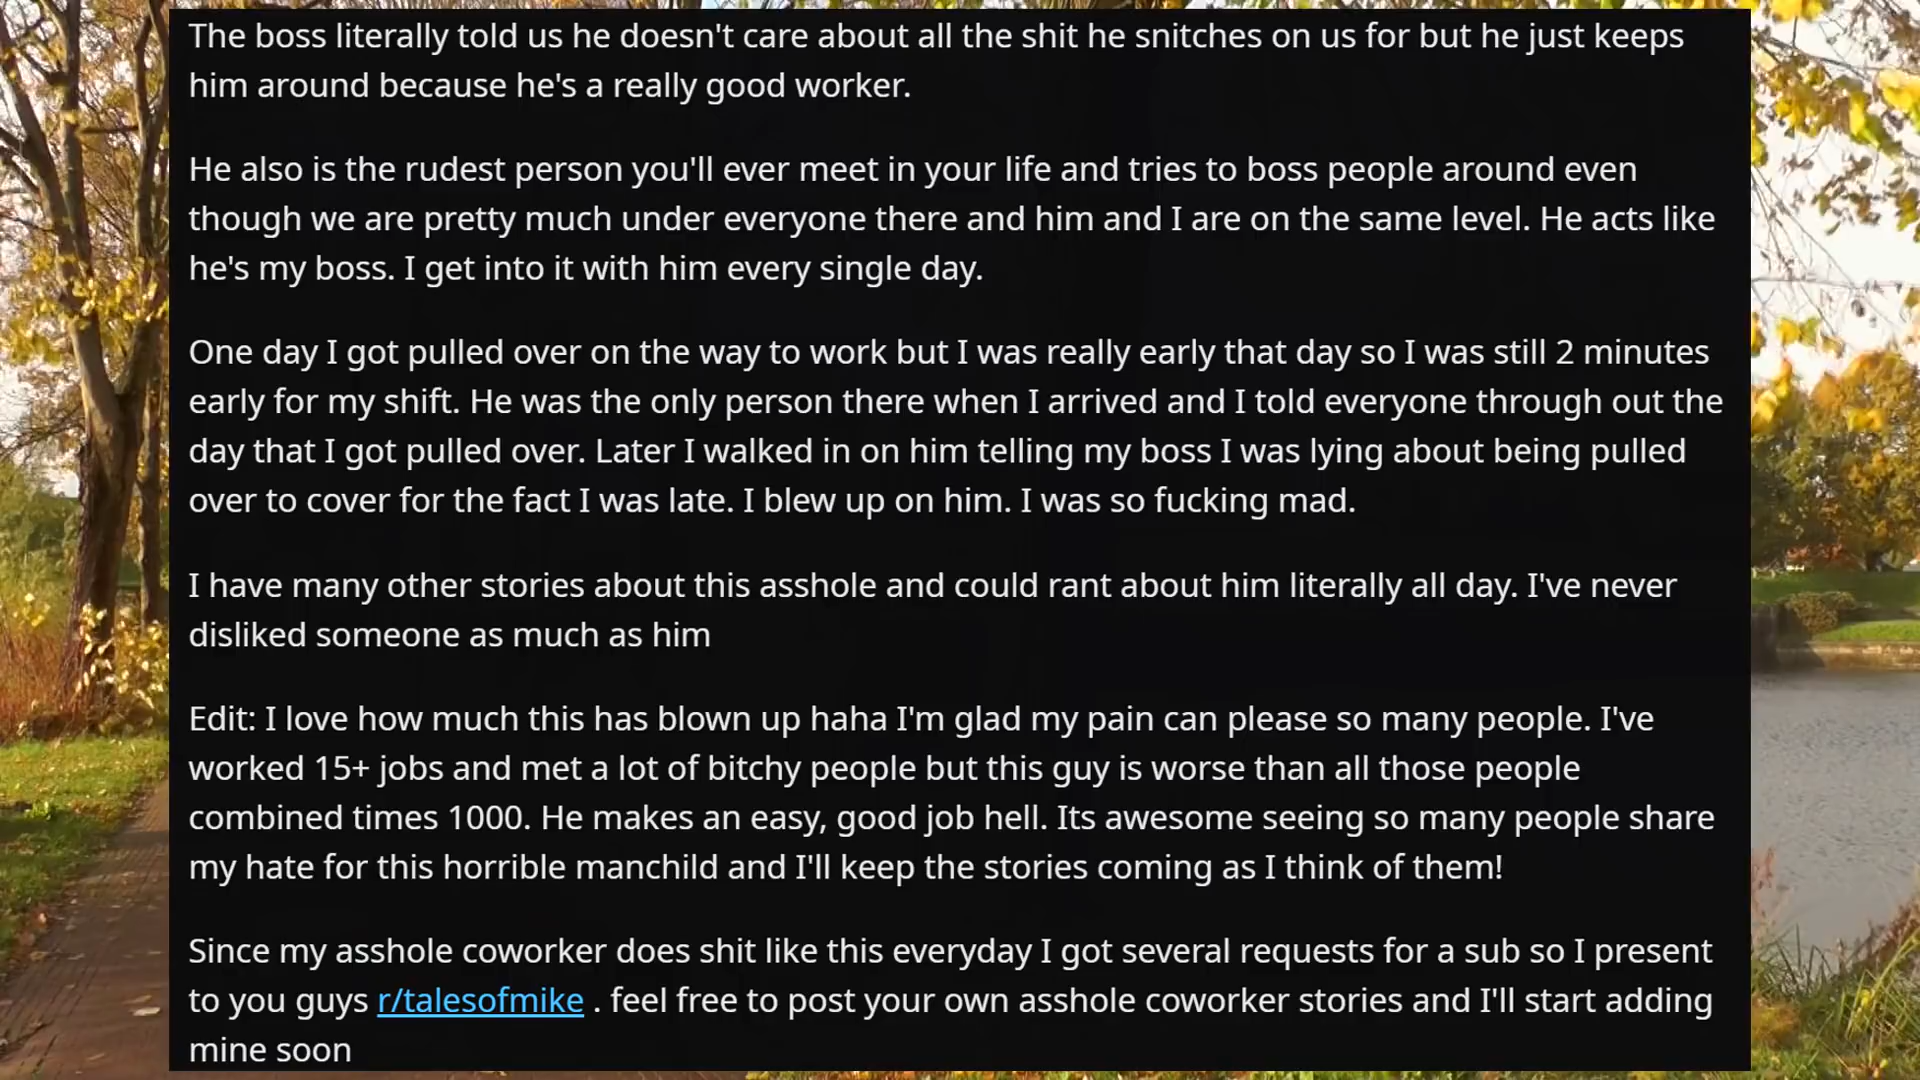 The boss literally told us he doesn't care about all the shit he snitches on us for but he just keeps
him around because he's a really good worker.
He also is the rudest person you'll ever meet in your life and tries to boss people around even
though we are pretty much under everyone there and him and I are on the same level. He acts like
he's my boss. I get into it with him every single day.
One day I got pulled over on the way to work but I was really early that day so I was still 2 minutes
early for my shift. He was the only person there when I arrived and I told everyone through out the
day that I got pulled over. Later I walked in on him telling my boss I was lying about being pulled
over to cover for the fact I was late. I blew up on him. I was so fucking mad.
I have many other stories about this asshole and could rant about him literally all day. I've never
disliked someone as much as him
Edit: I love how much this has blown up haha I'm glad my pain can please so many people. I've
worked 15+ jobs and met a lot of bitchy people but this guy is worse than all those people
combined times 1000. He makes an easy, good job hell. Its awesome seeing so many people share
my hate for this horrible manchild and I'll keep the stories coming as I think of them!
Since my asshole coworker does shit like this everyday I got several requests for a sub so I present
to you guys r/talesofmike . feel free to post your own asshole coworker stories and I'll start adding
mine soon